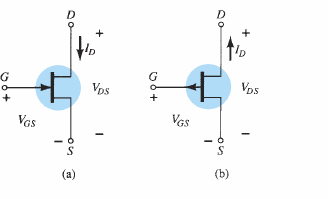 D D
+ +
I_D I_D
G V_DS G V_DS
+ +
V_GS V_GS
− − − −
S S
(a) (b)